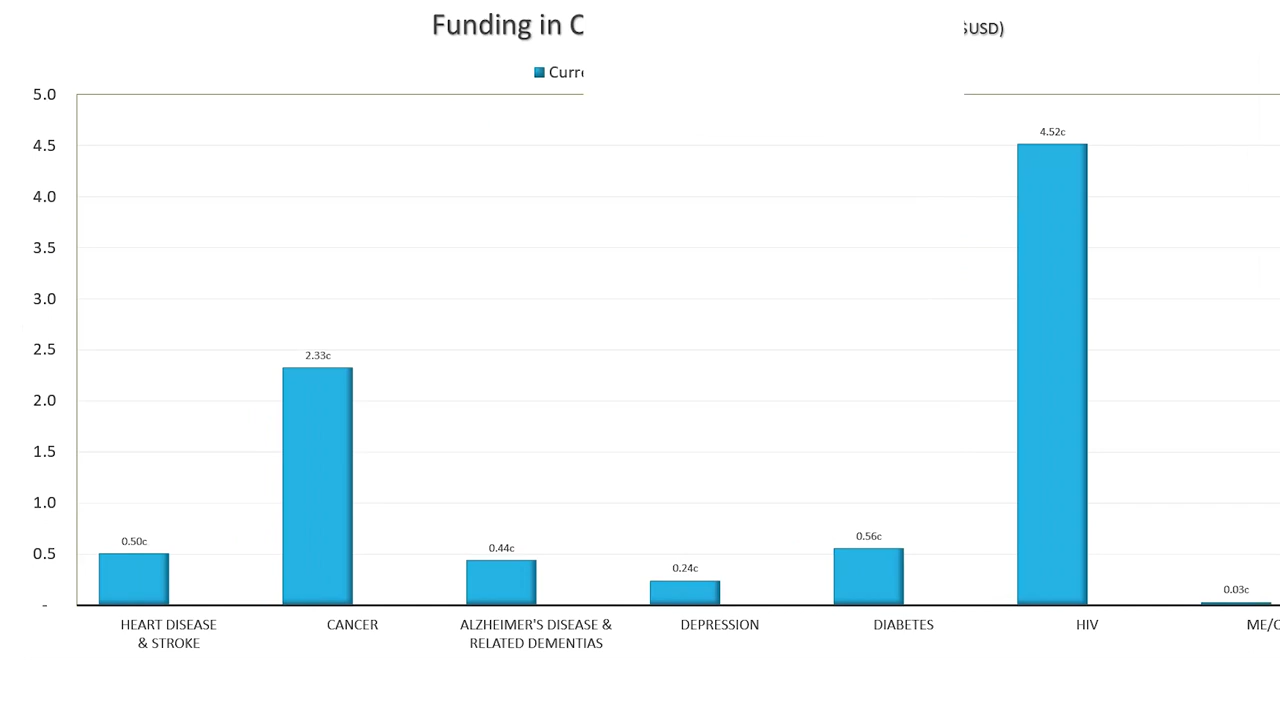 Funding in C
$USD)
Curre
5.0
4.5
4.0
3.5
3.0
2.5
2.0
1.5
1.0
0.5
-
0.50c
2.33c
0.44c
0.24c
0.56c
4.52c
0.03c
HEART DISEASE
& STROKE
CANCER
ALZHEIMER'S DISEASE &
RELATED DEMENTIAS
DEPRESSION
DIABETES
HIV
ME/C